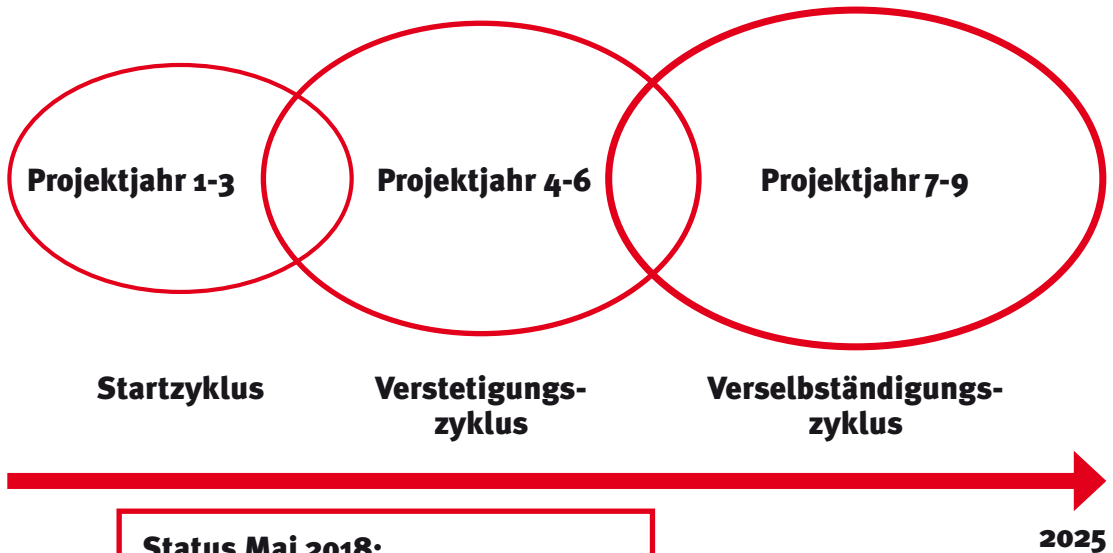 Projektjahr 1-3
Projektjahr 4-6
Projektjahr 7-9
Startzyklus
Verstetigungs-
zyklus
Verselbständigungs-
zyklus
2025
Status Mai 2018: